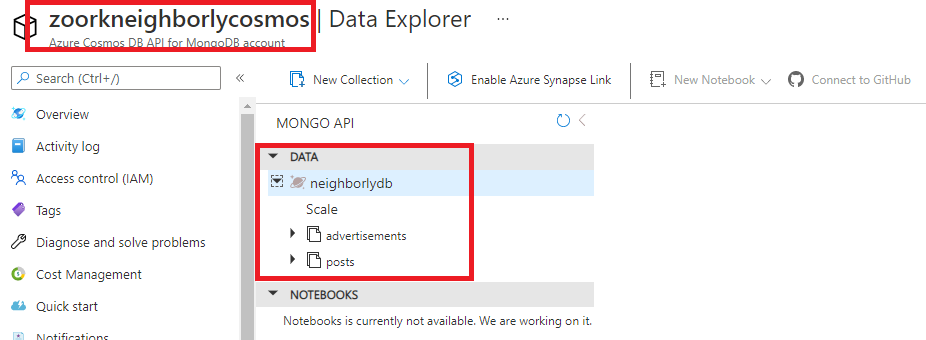 zoorkneighborlycosmos | Data Explorer ...
Azure Cosmos DB API for MongoDB account
Search (Ctrl+/) «
New Collection
Enable Azure Synapse Link
New Notebook
Connect to GitHub
Overview
Activity log
Access control (IAM)
Tags
Diagnose and solve problems
Cost Management
Quick start
Notifications
MONGO API
DATA
neighborlydb
Scale
advertisements
posts
NOTEBOOKS
Notebooks is currently not available. We are working on it.